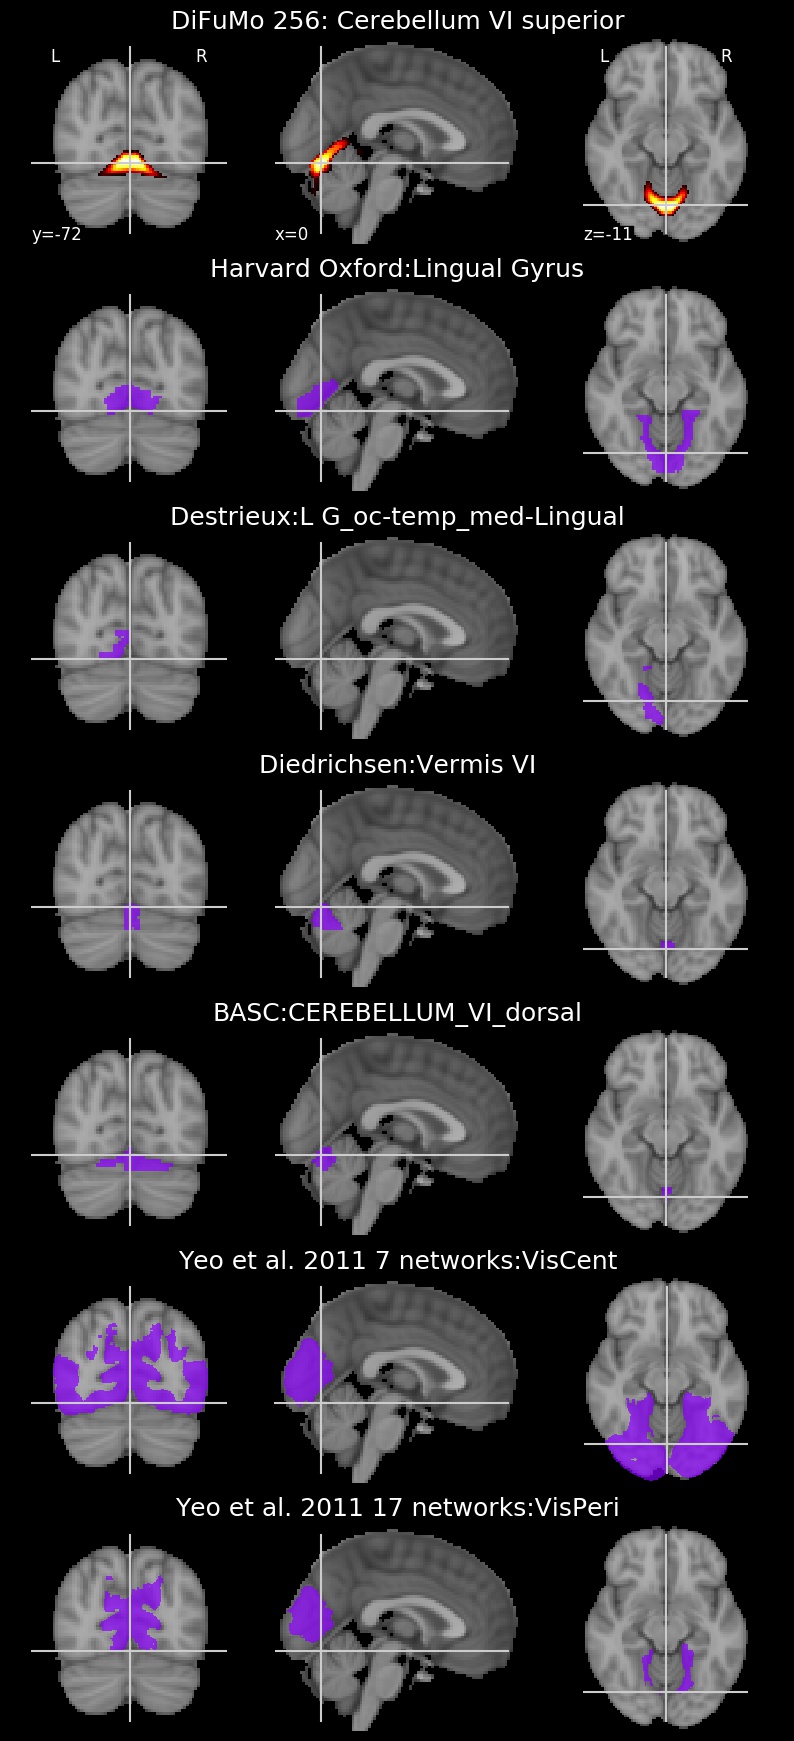 DiFuMo 256: Cerebellum VI superior
L R L R
y=-72 x=0 z=-11
Harvard Oxford:Lingual Gyrus
Destrieux:L G_oc-temp_med-Lingual
Diedrichsen:Vermis VI
BASC:CEREBELLUM_VI_dorsal
Yeo et al. 2011 7 networks:VisCent
Yeo et al. 2011 17 networks:VisPeri